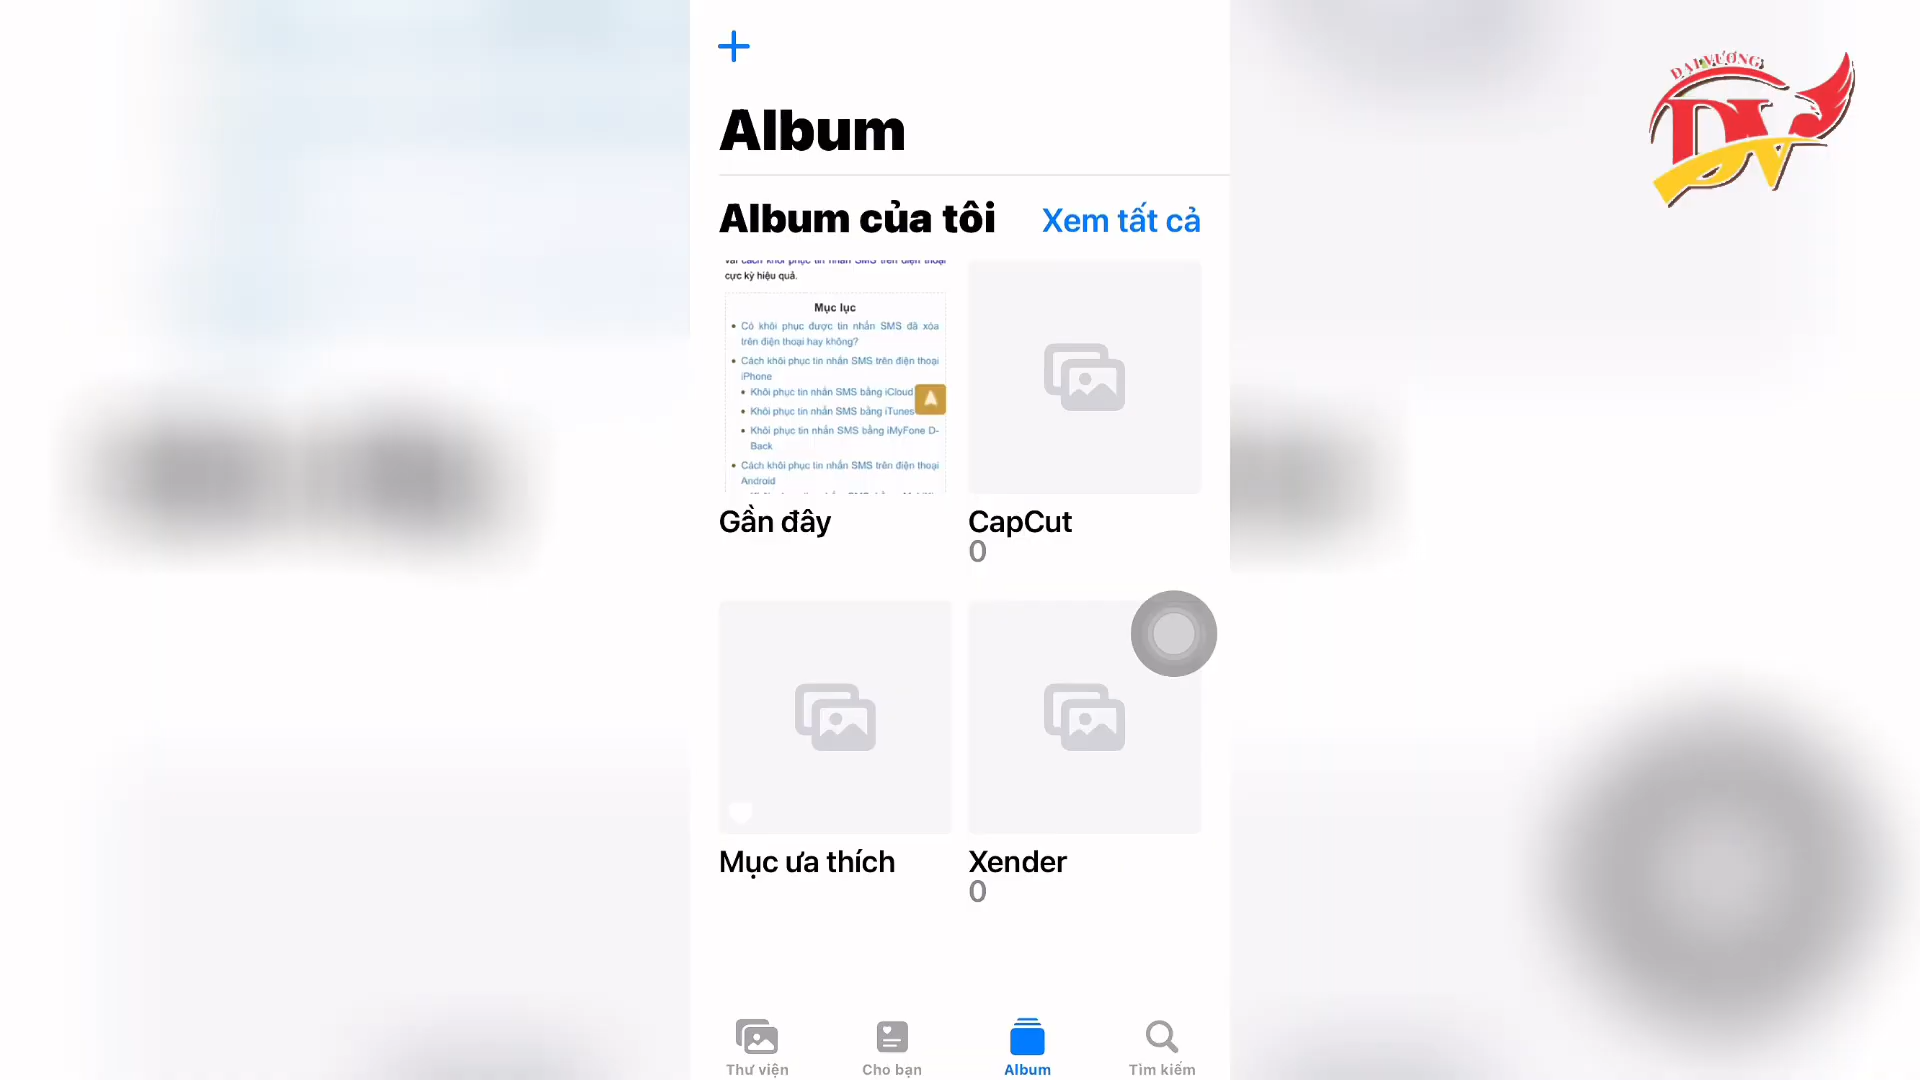 ĐẠI VƯƠNG
DV
Album
Album của tôi
Xem tất cả
cực kỳ hiệu quả.
Mục lục
Có khôi phục được tin nhắn SMS đã xóa
trên điện thoại hay không?
Cách khôi phục tin nhắn SMS trên điện thoại
iPhone
Khôi phục tin nhắn SMS bằng iCloud
Khôi phục tin nhắn SMS bằng iTunes
Khôi phục tin nhắn SMS bằng iMyFone D-
Back
Cách khôi phục tin nhắn SMS trên điện thoại
Android
Gần đây
CapCut
0
Mục ưa thích
Xender
0
Thư viện
Cho bạn
Album
Tìm kiếm